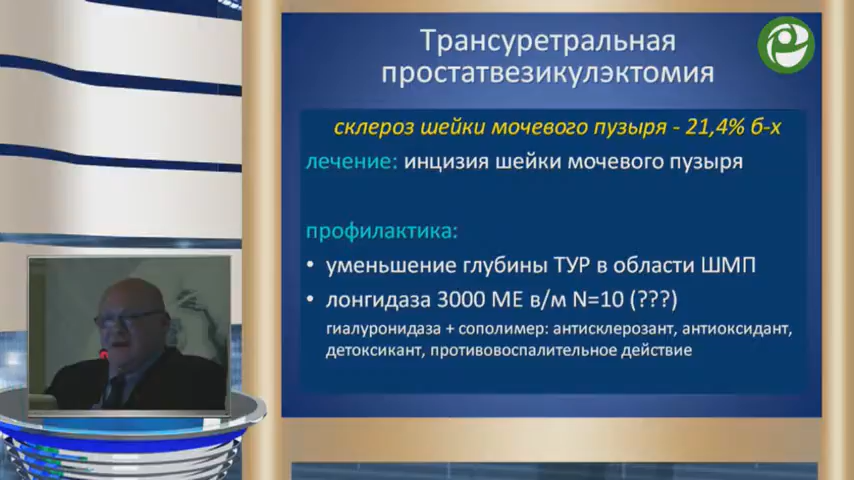 Трансуретральная
простатвезикулэктомия
склероз шейки мочевого пузыря - 21,4% б-х
лечение: инцизия шейки мочевого пузыря
профилактика:
• уменьшение глубины ТУР в области ШМП
• лонгидаза 3000 МЕ в/м N=10 (???)
гиалуронидаза + сополимер: антисклерозант, антиоксидант,
детоксикант, противовоспалительное действие